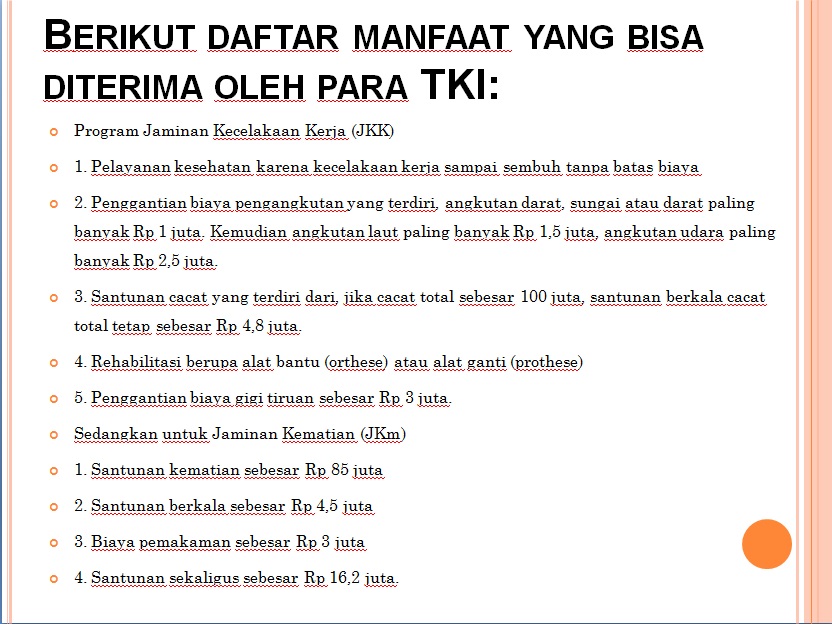 BERIKUT DAFTAR MANFAAT YANG BISA
DITERIMA OLEH PARA TKI:
Program Jaminan Kecelakaan Kerja (JKK)
1. Pelayanan kesehatan karena kecelakaan kerja sampai sembuh tanpa batas biaya
2. Penggantian biaya pengangkutan yang terdiri, angkutan darat, sungai atau darat paling
banyak Rp 1 juta. Kemudian angkutan laut paling banyak Rp 1,5 juta, angkutan udara paling
banyak Rp 2,5 juta.
3. Santunan cacat yang terdiri dari, jika cacat total sebesar 100 juta, santunan berkala cacat
total tetap sebesar Rp 4,8 juta.
4. Rehabilitasi berupa alat bantu (orthese) atau alat ganti (prothese)
5. Penggantian biaya gigi tiruan sebesar Rp 3 juta.
Sedangkan untuk Jaminan Kematian (JKm)
1. Santunan kematian sebesar Rp 85 juta
2. Santunan berkala sebesar Rp 4,5 juta
3. Biaya pemakaman sebesar Rp 3 juta
4. Santunan sekaligus sebesar Rp 16,2 juta.